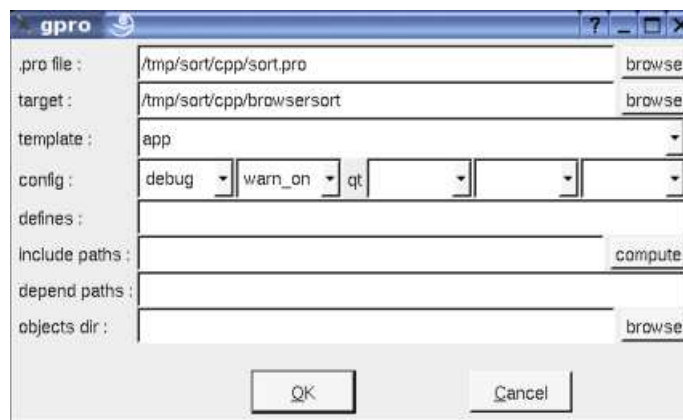 gpro ?
.pro file : /tmp/sort/cpp/sort.pro browse
target : /tmp/sort/cpp/browsersort browse
template : app
config : debug warn_on qt
defines :
include paths : compute
depend paths :
objects dir : browse
OK Cancel